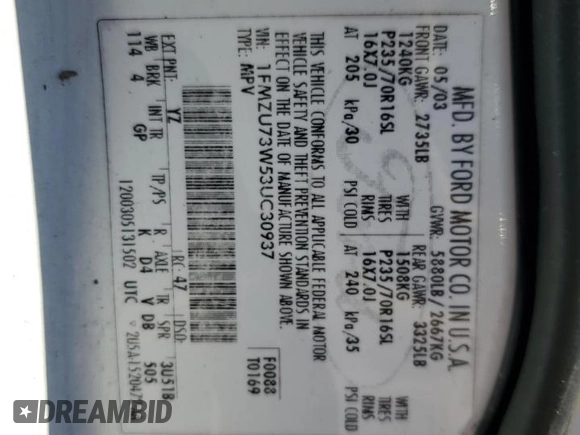 MFD. BY FORD MOTOR CO. IN U.S.A.
DATE: 05/03 GVWR: 5880LB / 2667KG
FRONT GAWR: 2735LB REAR GAWR: 3325LB
1240KG WITH 1508KG WITH
P235/70R16SL TIRES P235/70R16SL TIRES
16X7.0J RIMS 16X7.0J RIMS
AT 205 kPa/30 PSI COLD AT 240 kPa/35 PSI COLD
THIS VEHICLE CONFORMS TO ALL APPLICABLE FEDERAL MOTOR
VEHICLE SAFETY AND THEFT PREVENTION STANDARDS IN
EFFECT ON THE DATE OF MANUFACTURE SHOWN ABOVE.
VIN: 1FMZU73W53UC30937 F0088
TYPE: MPV T0169
EXT PNT: YZ RC: 47 DSO:
WB BRK INT TR TP/PS R AXLE TR SPR
114 4 GP K D4 V DB 505
1200305131502 UTC
DREAMBID